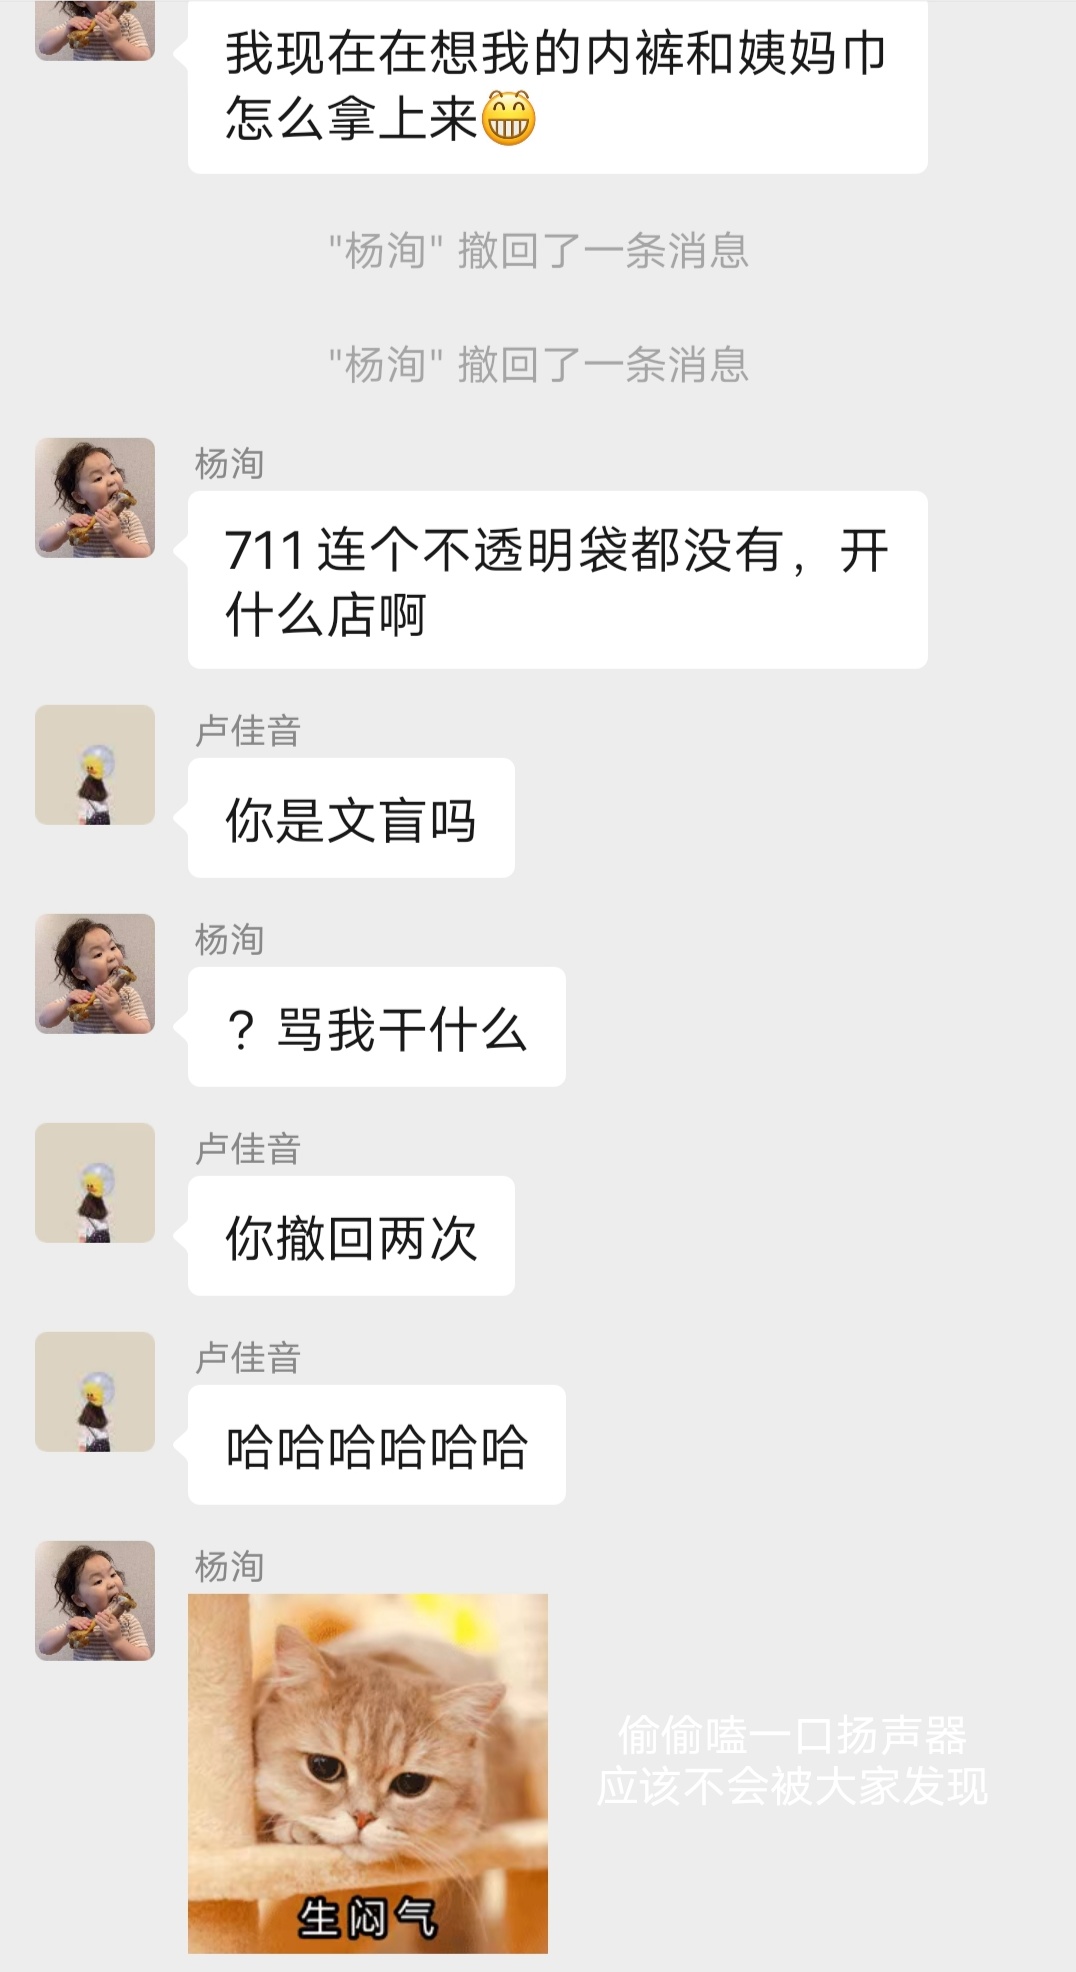 我现在在想我的内裤和姨妈巾
怎么拿上来😁
"杨洵" 撤回了一条消息
"杨洵" 撤回了一条消息
杨洵
711 连个不透明袋都没有，开
什么店啊
卢佳音
你是文盲吗
杨洵
？骂我干什么
卢佳音
你撤回两次
卢佳音
哈哈哈哈哈哈
杨洵
偷偷嗑一口扬声器
应该不会被大家发现
生闷气